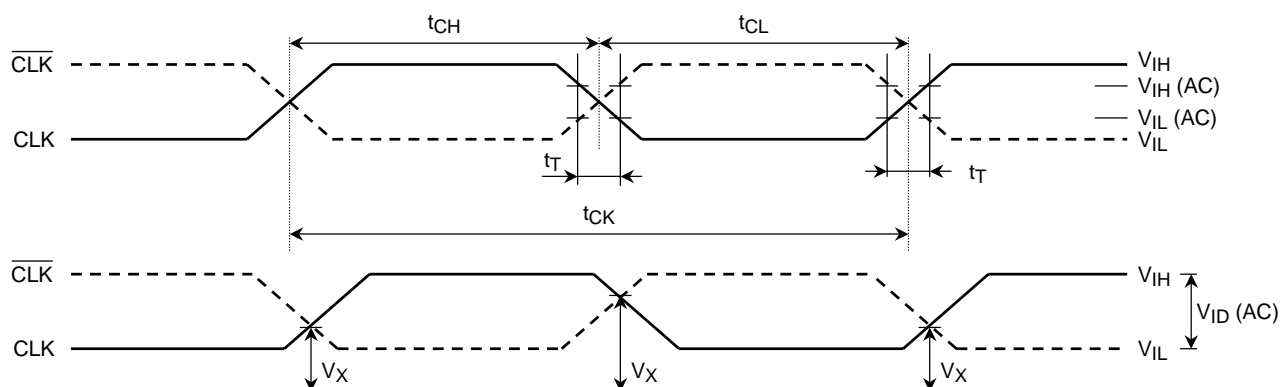 tCH tCL
CLK VIH
VIH (AC)
VIL (AC)
CLK VIL
tT tT
tCK
CLK VIH
VID (AC)
CLK VIL
VX VX VX